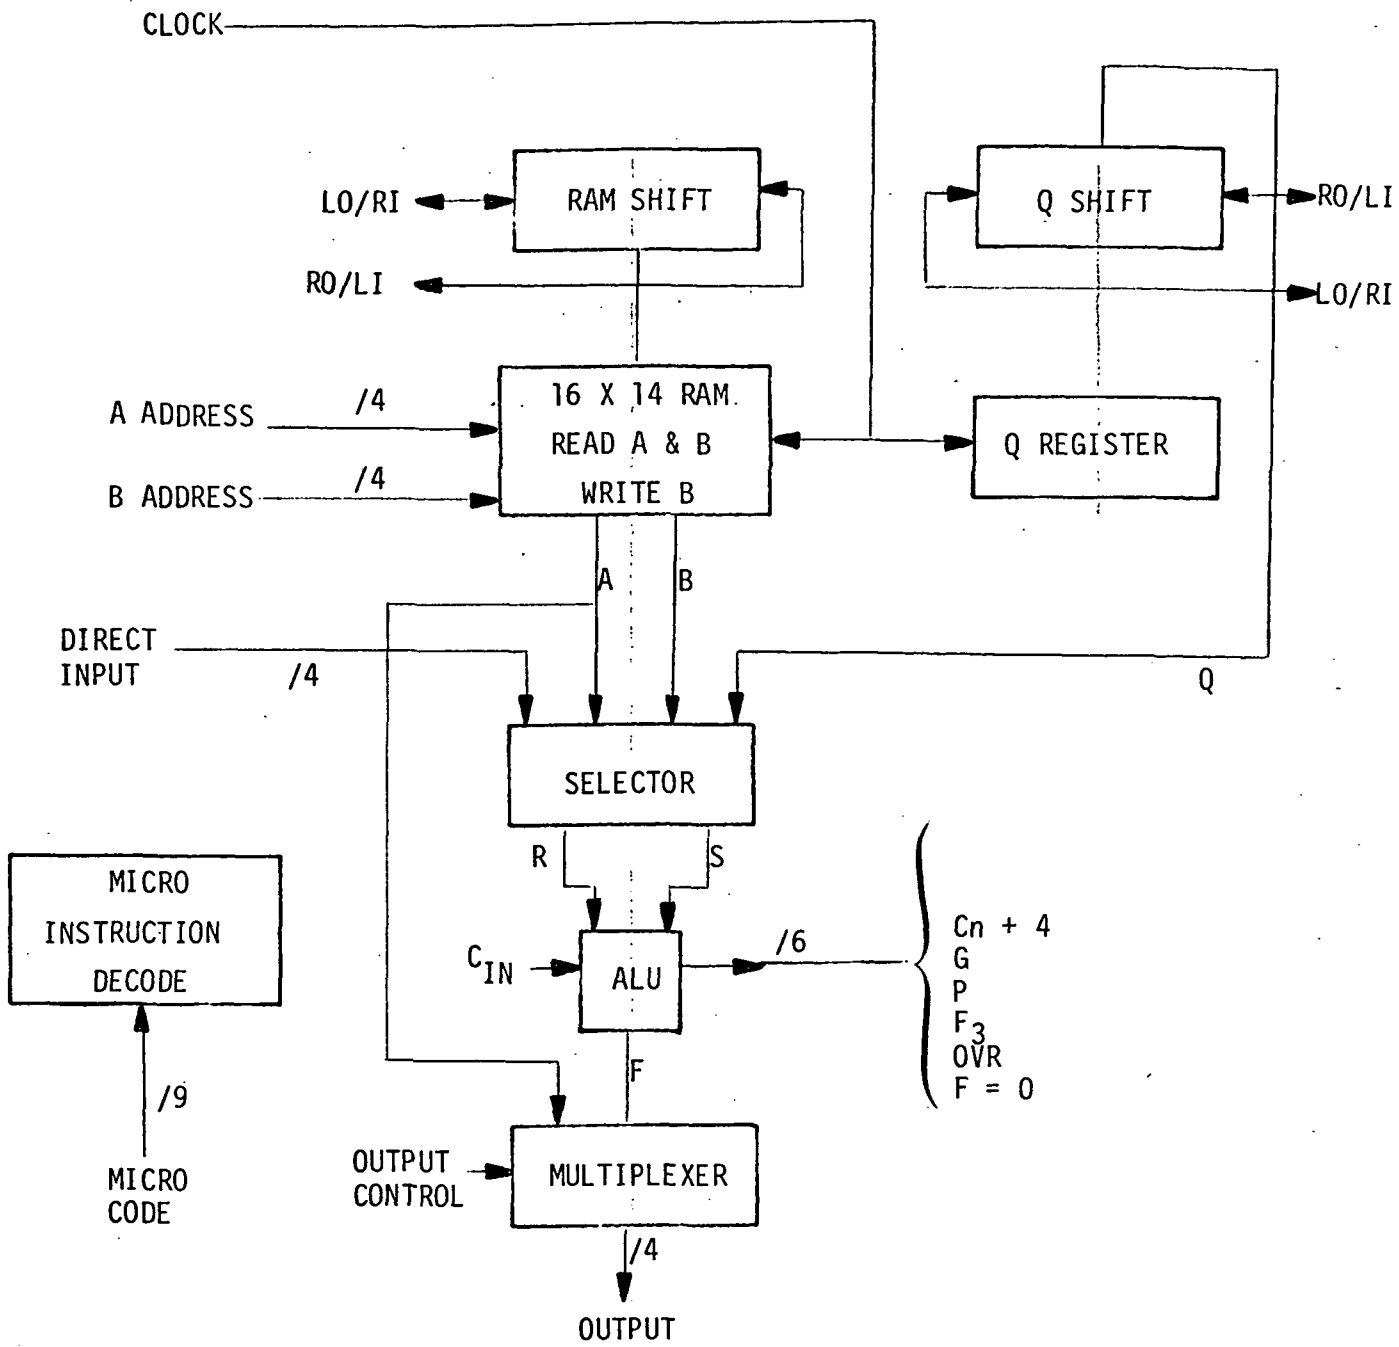 CLOCK
RAM SHIFT
Q SHIFT
LO/RI
RO/LI
RO/LI
LO/RI
A ADDRESS
/4
B ADDRESS
/4
16 X 14 RAM
READ A & B
WRITE B
Q REGISTER
A
B
DIRECT
INPUT
/4
Q
SELECTOR
R
S
MICRO
INSTRUCTION
DECODE
/9
MICRO
CODE
CIN
ALU
/6
Cn + 4
G
P
F3
OVR
F = 0
F
OUTPUT
CONTROL
MULTIPLEXER
/4
OUTPUT